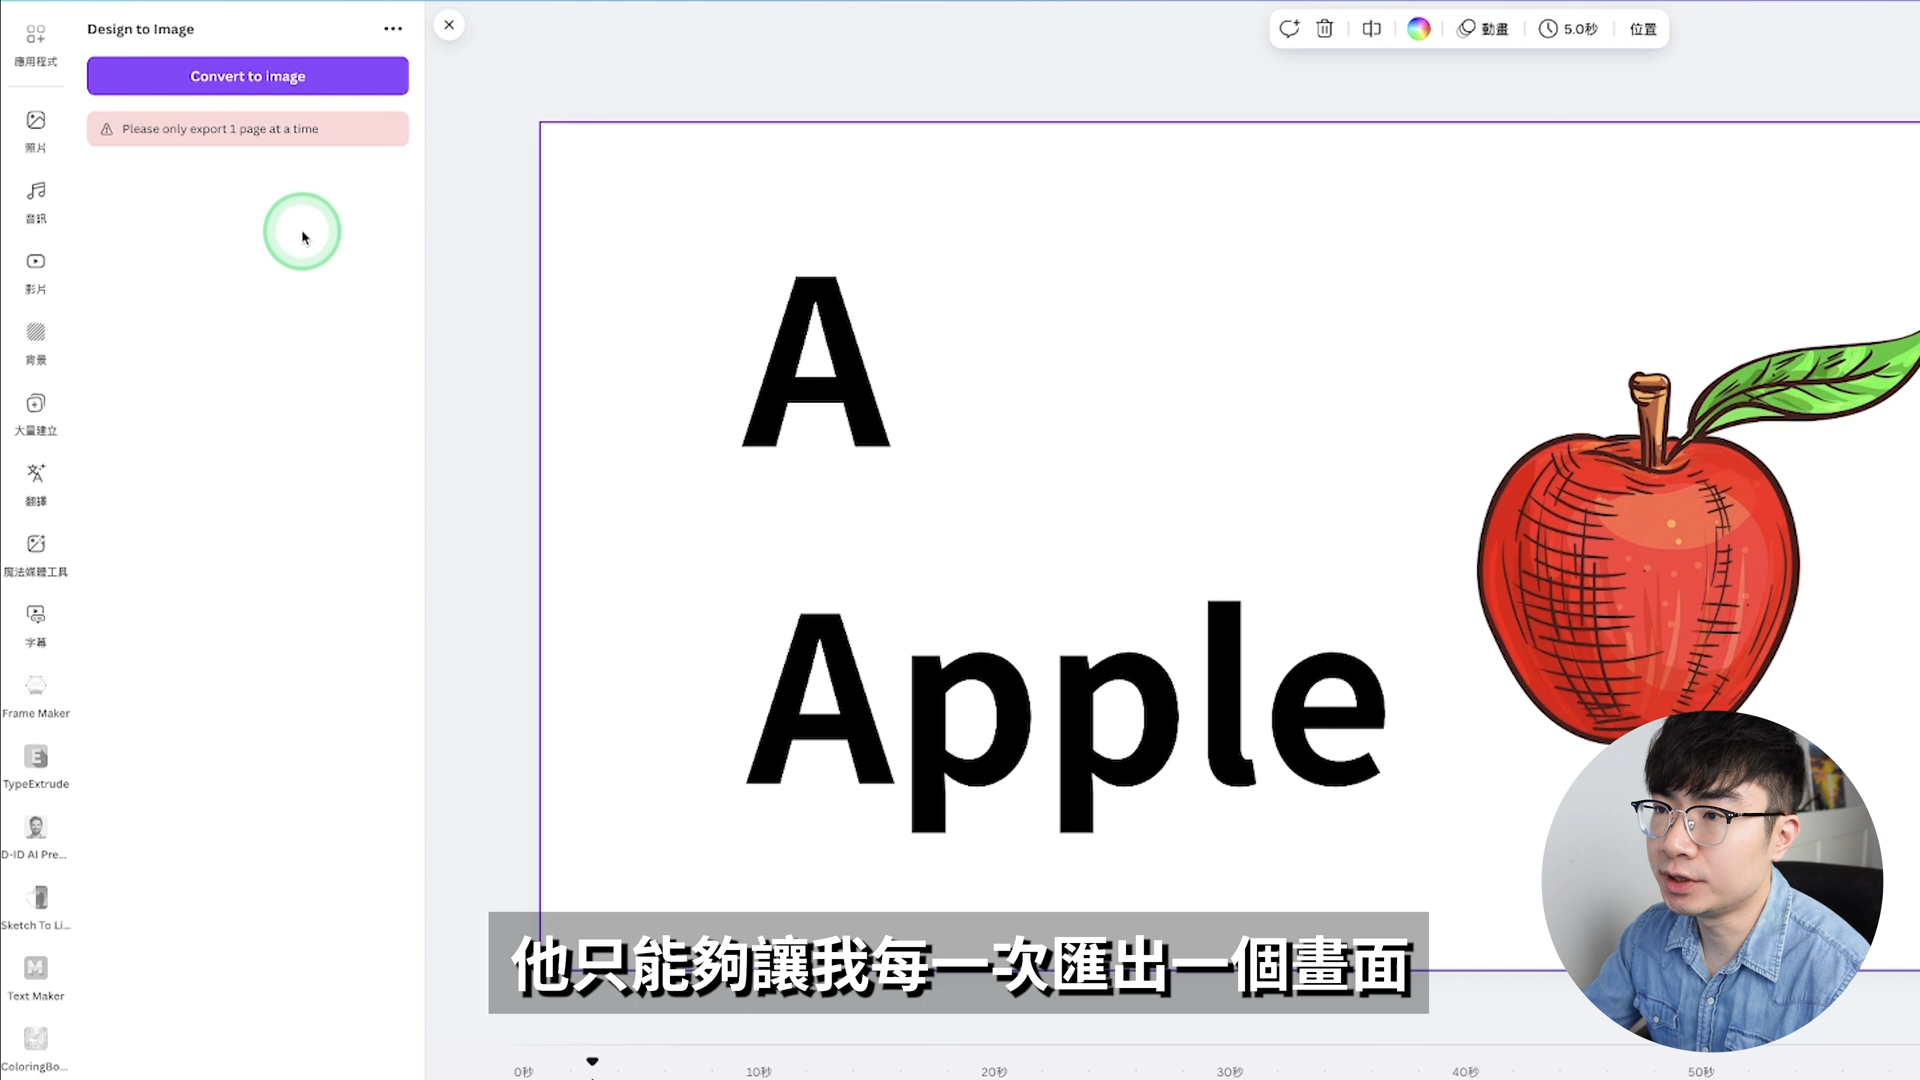 Design to image
Convert to image
Please only export 1 page at a time
應用程式
照片
音訊
影片
背景
大量建立
翻譯
魔法媒體工具
字幕
Frame Maker
TypeExtrude
D-ID AI Pre...
Sketch To Li...
Text Maker
ColoringBo...
動畫
5.0秒
位置
A
Apple
他只能夠讓我每一次匯出一個畫面
0秒
10秒
20秒
30秒
40秒
50秒